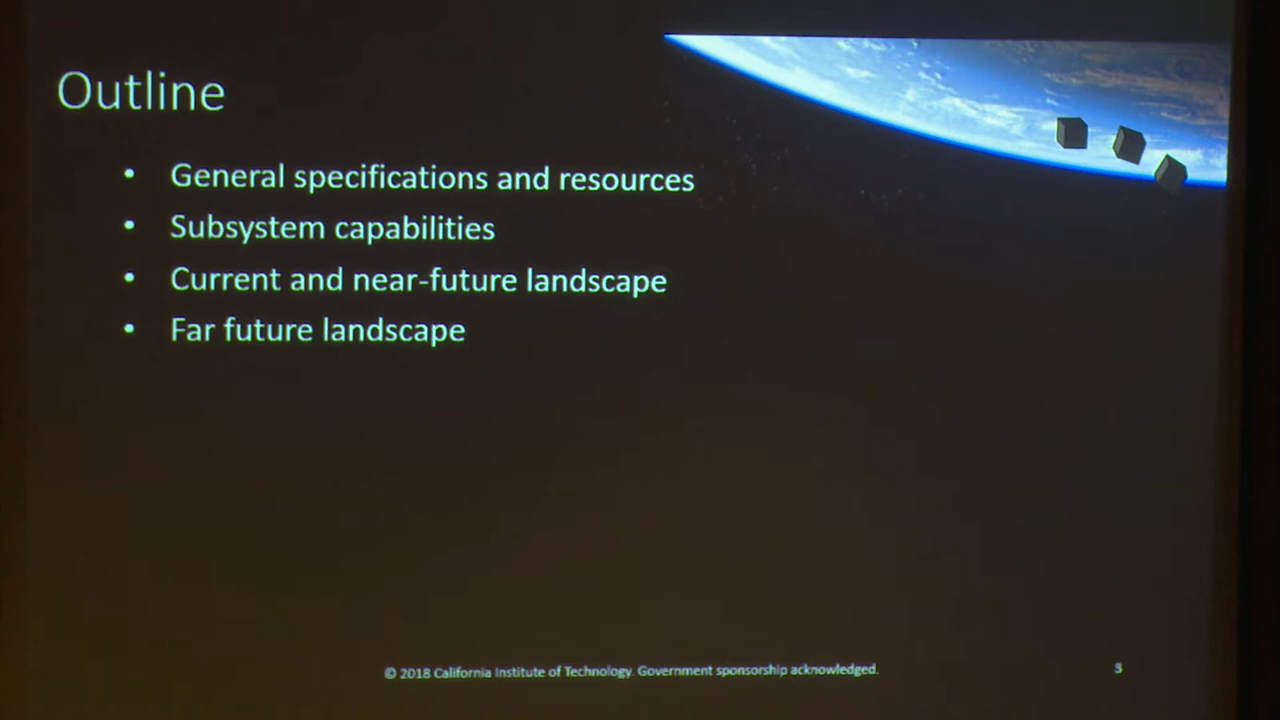 Outline
• General specifications and resources
• Subsystem capabilities
• Current and near-future landscape
• Far future landscape
© 2018 California Institute of Technology. Government sponsorship acknowledged.
3